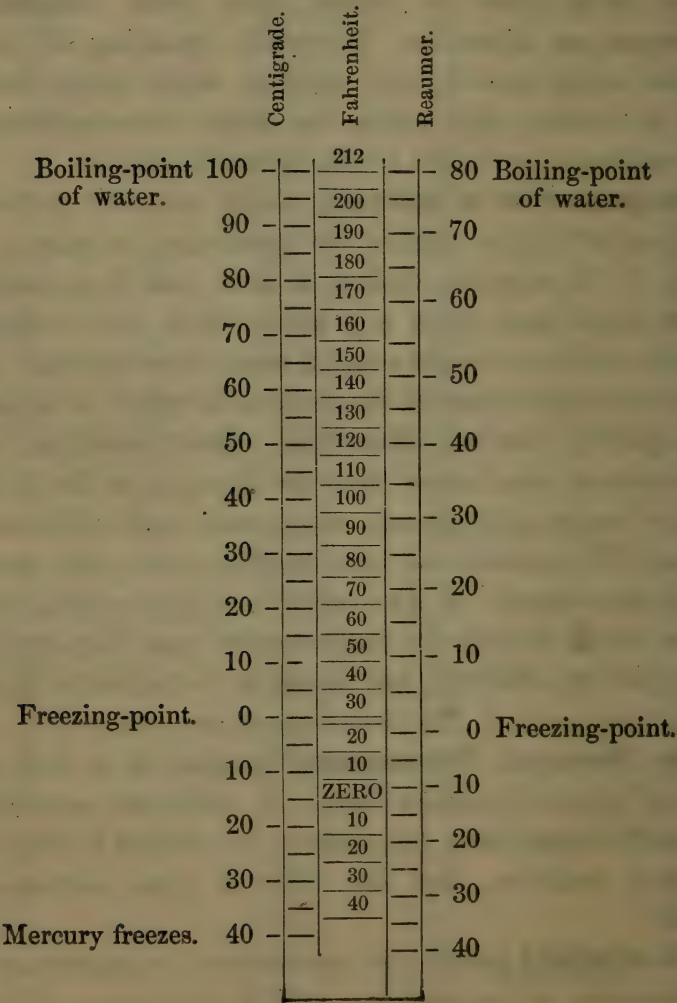 Centigrade.
Fahrenheit.
Reaumer.
Boiling-point 100 212 80 Boiling-point
of water. of water.
200
90 190 70
180
80 170 60
70 160
150
60 140 50
130
50 120 40
110
40 100
90 30
30 80
70 20
20 60
10 50 10
40
30
Freezing-point. 0 0 Freezing-point.
20
10 10 10
ZERO
20 10
20 20
30 30 30
40
Mercury freezes. 40 40